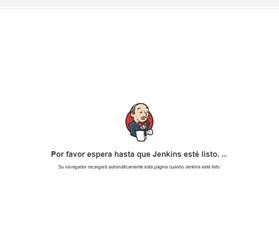 Por favor espera hasta que Jenkins esté listo. ..
Su navegador recargará automáticamente esta página cuando Jenkins esté listo.